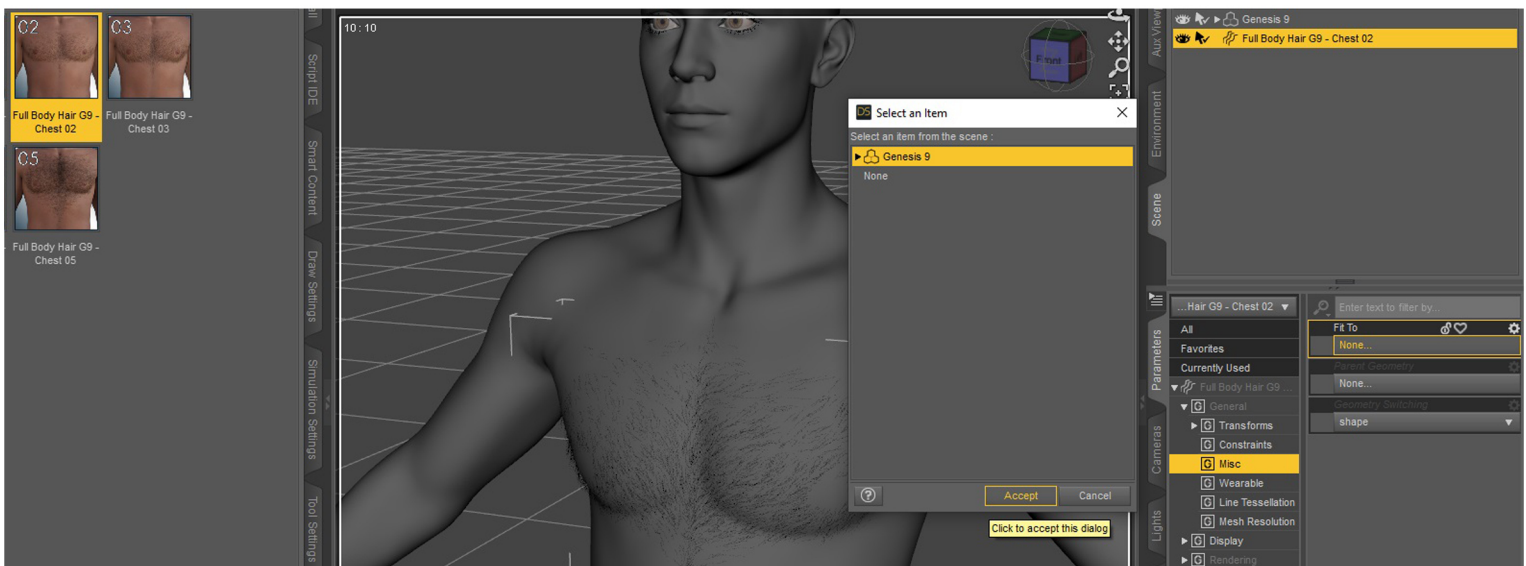 C2
C3
Full Body Hair G9 -
Chest 02
Full Body Hair G9 -
Chest 03
C5
Full Body Hair G9 -
Chest 05
Script IDE
Smart Content
Draw Settings
Simulation Settings
Tool Settings
10 : 10
Front
Select an Item
Select an item from the scene :
Genesis 9
None
Accept
Cancel
Click to accept this dialog
Aux View
Environment
Scene
Genesis 9
Full Body Hair G9 - Chest 02
Parameters
Cameras
Lights
...Hair G9 - Chest 02
All
Favorites
Currently Used
Full Body Hair G9 ...
General
Transforms
Constraints
Misc
Wearable
Line Tessellation
Mesh Resolution
Display
Rendering
Enter text to filter by...
Fit To
None...
Parent Geometry
None...
Geometry Switching
shape